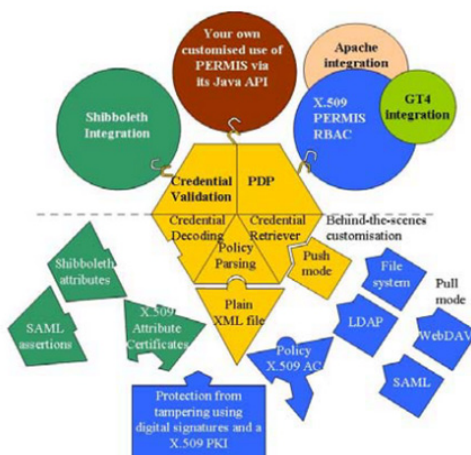 Your own
customised use of
PERMIS via
its Java API
Apache
integration
Shibboleth
Integration
X.509
PERMIS
RBAC
GT4
integration
Credential
Validation
PDP
Credential
Decoding
Credential
Retriever
Policy
Parsing
Behind-the-scenes
customisation
Push
mode
Shibboleth
attributes
File
system
Pull
mode
Plain
XML file
SAML
assertions
X.509
Attribute
Certificates
LDAP
WebDAV
Policy
X.509 AC
SAML
Protection from
tampering using
digital signatures and a
X.509 PKI